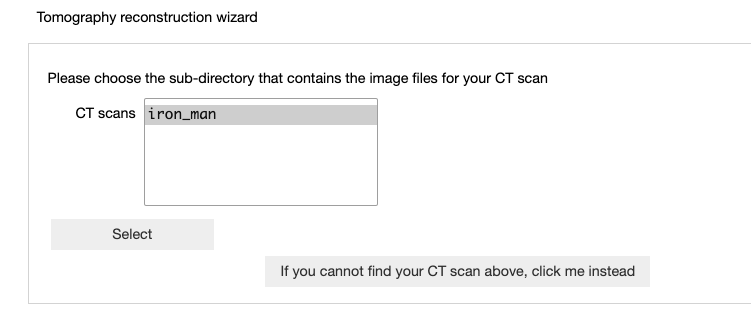 Tomography reconstruction wizard
Please choose the sub-directory that contains the image files for your CT scan
CT scans iron_man
Select
If you cannot find your CT scan above, click me instead